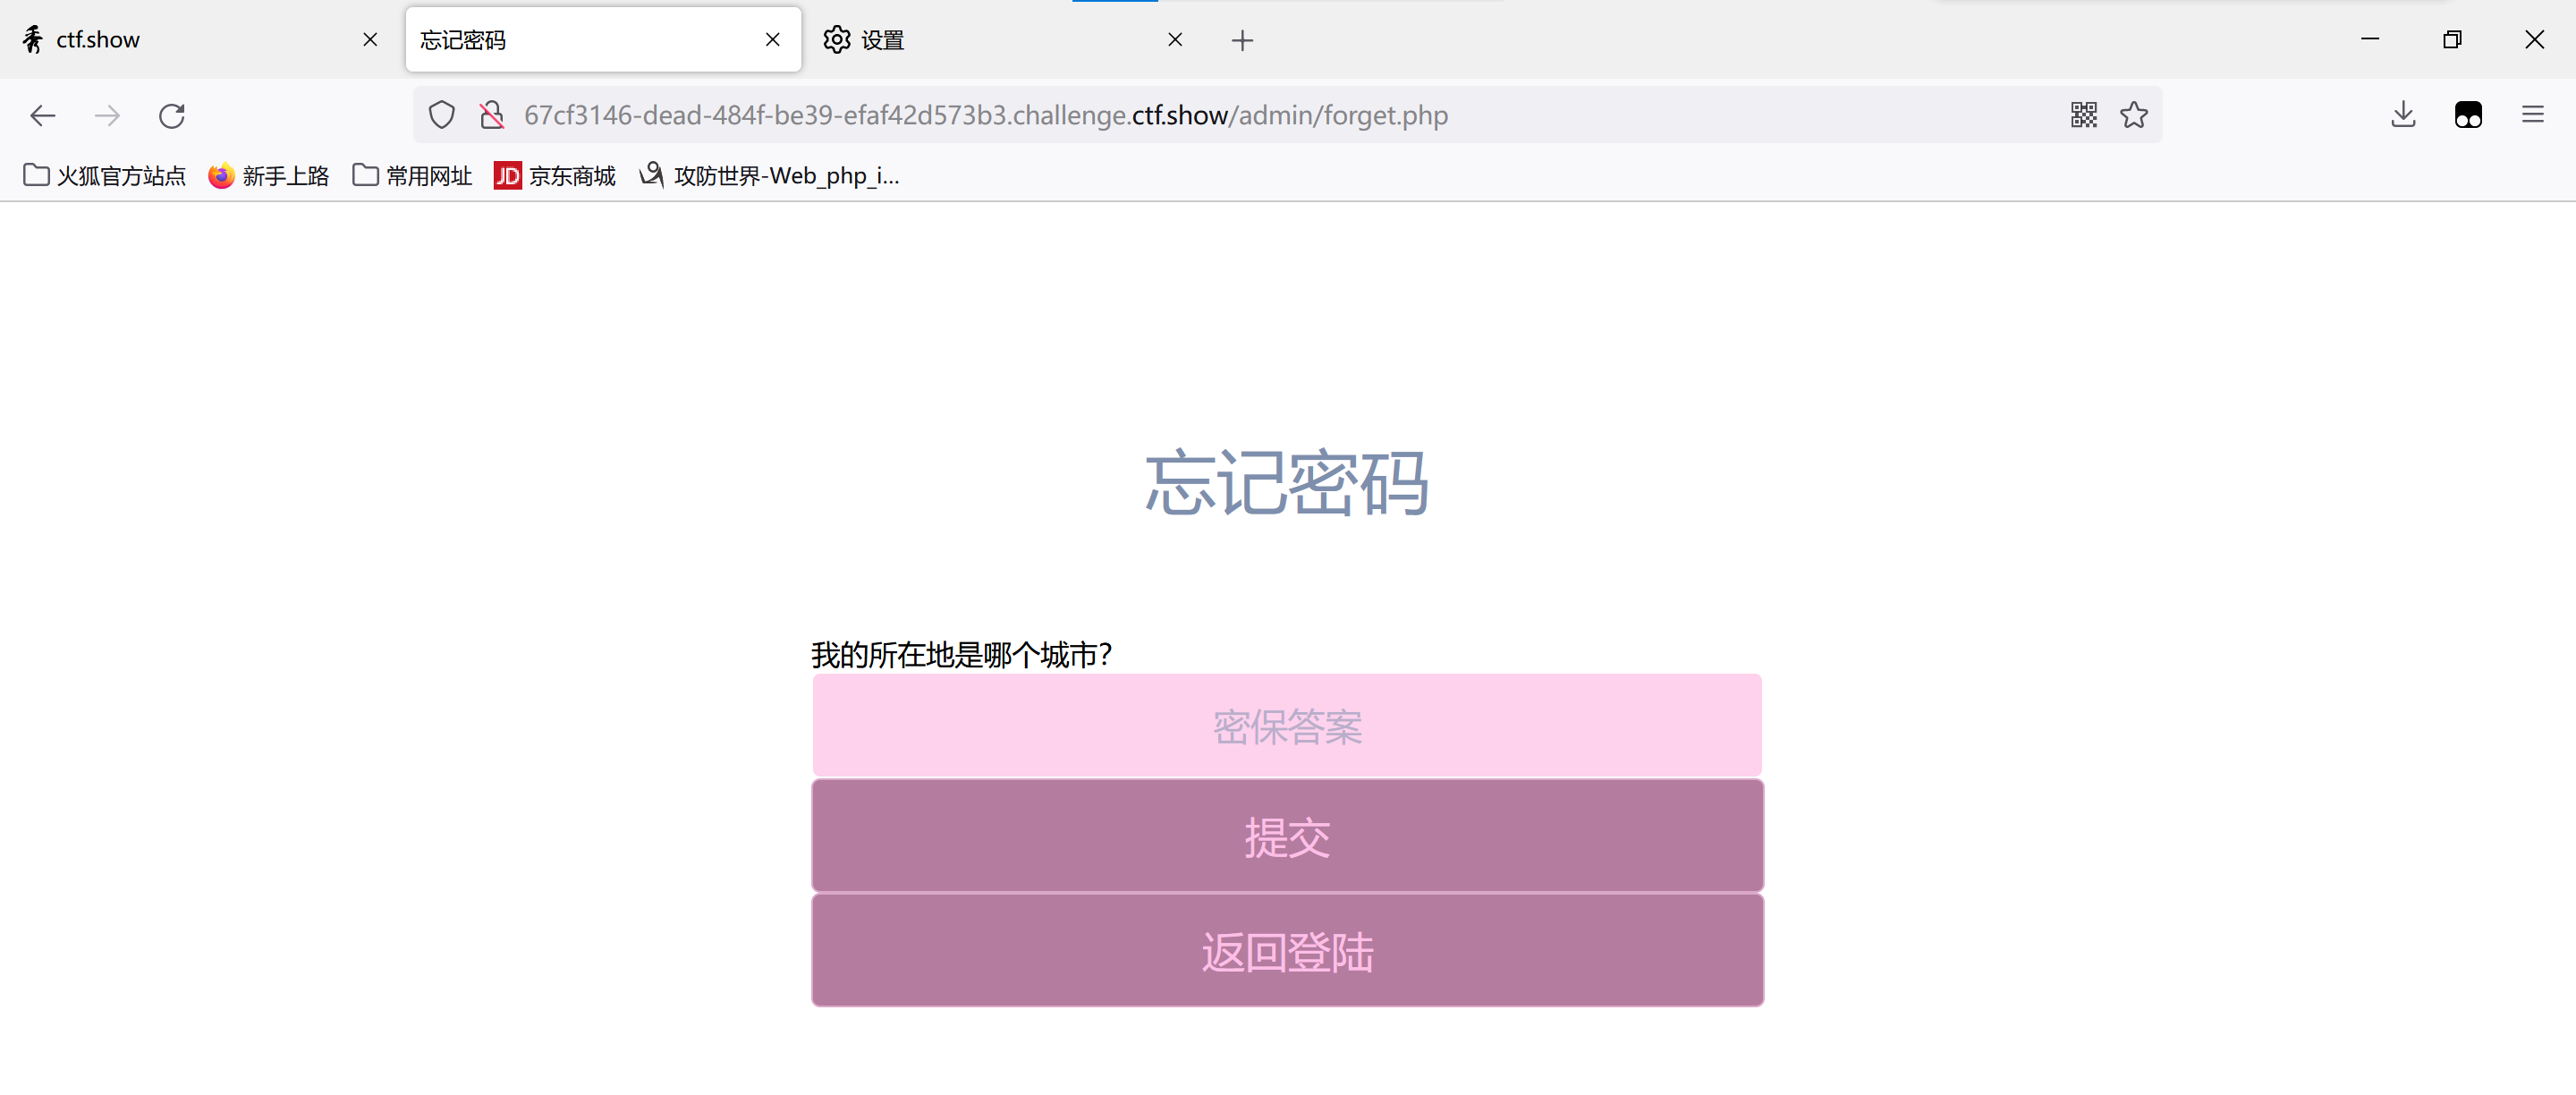 ctf.show
忘记密码
设置
67cf3146-dead-484f-be39-efaf42d573b3.challenge.ctf.show/admin/forget.php
火狐官方站点
新手上路
常用网址
JD 京东商城
攻防世界-Web_php_i...
忘记密码
我的所在地是哪个城市？
密保答案
提交
返回登陆